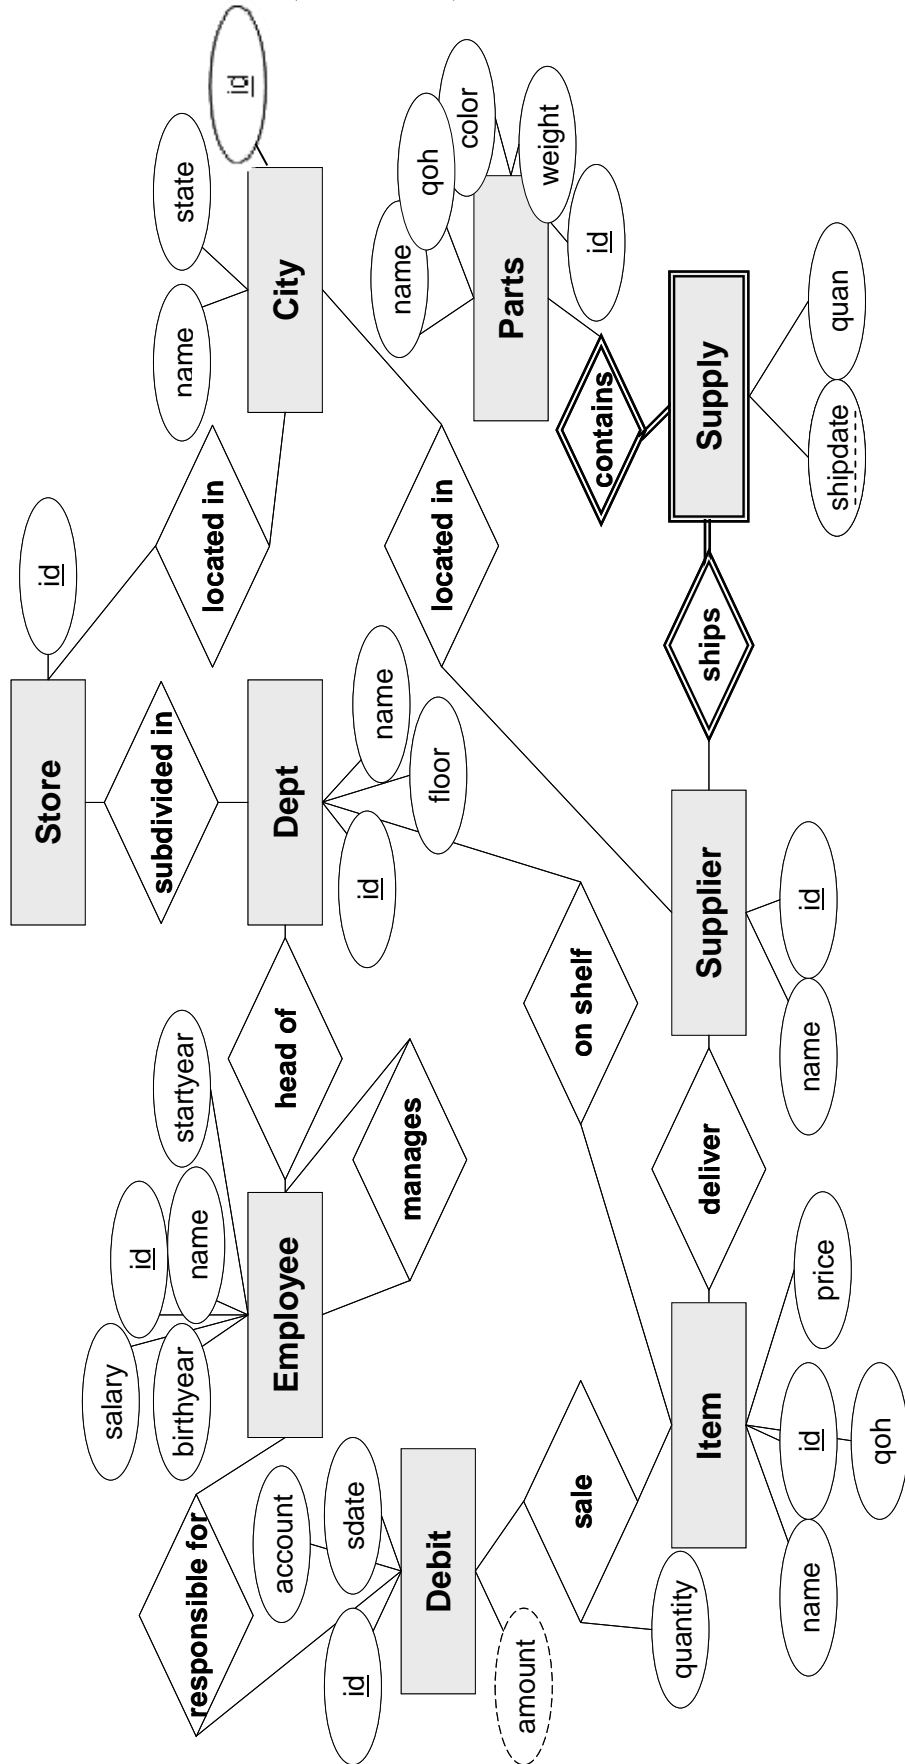 Store
id
salary
id
subdivided in
birthyear
name
startyear
name
state
responsible for
located in
id
account
Employee
head of
Dept
City
id
sdate
id
name
name
manages
qoh
Debit
floor
located in
color
Parts
amount
weight
sale
on shelf
id
contains
quantity
Item
deliver
Supplier
ships
Supply
name
id
price
name
id
shipdate
quan
qoh